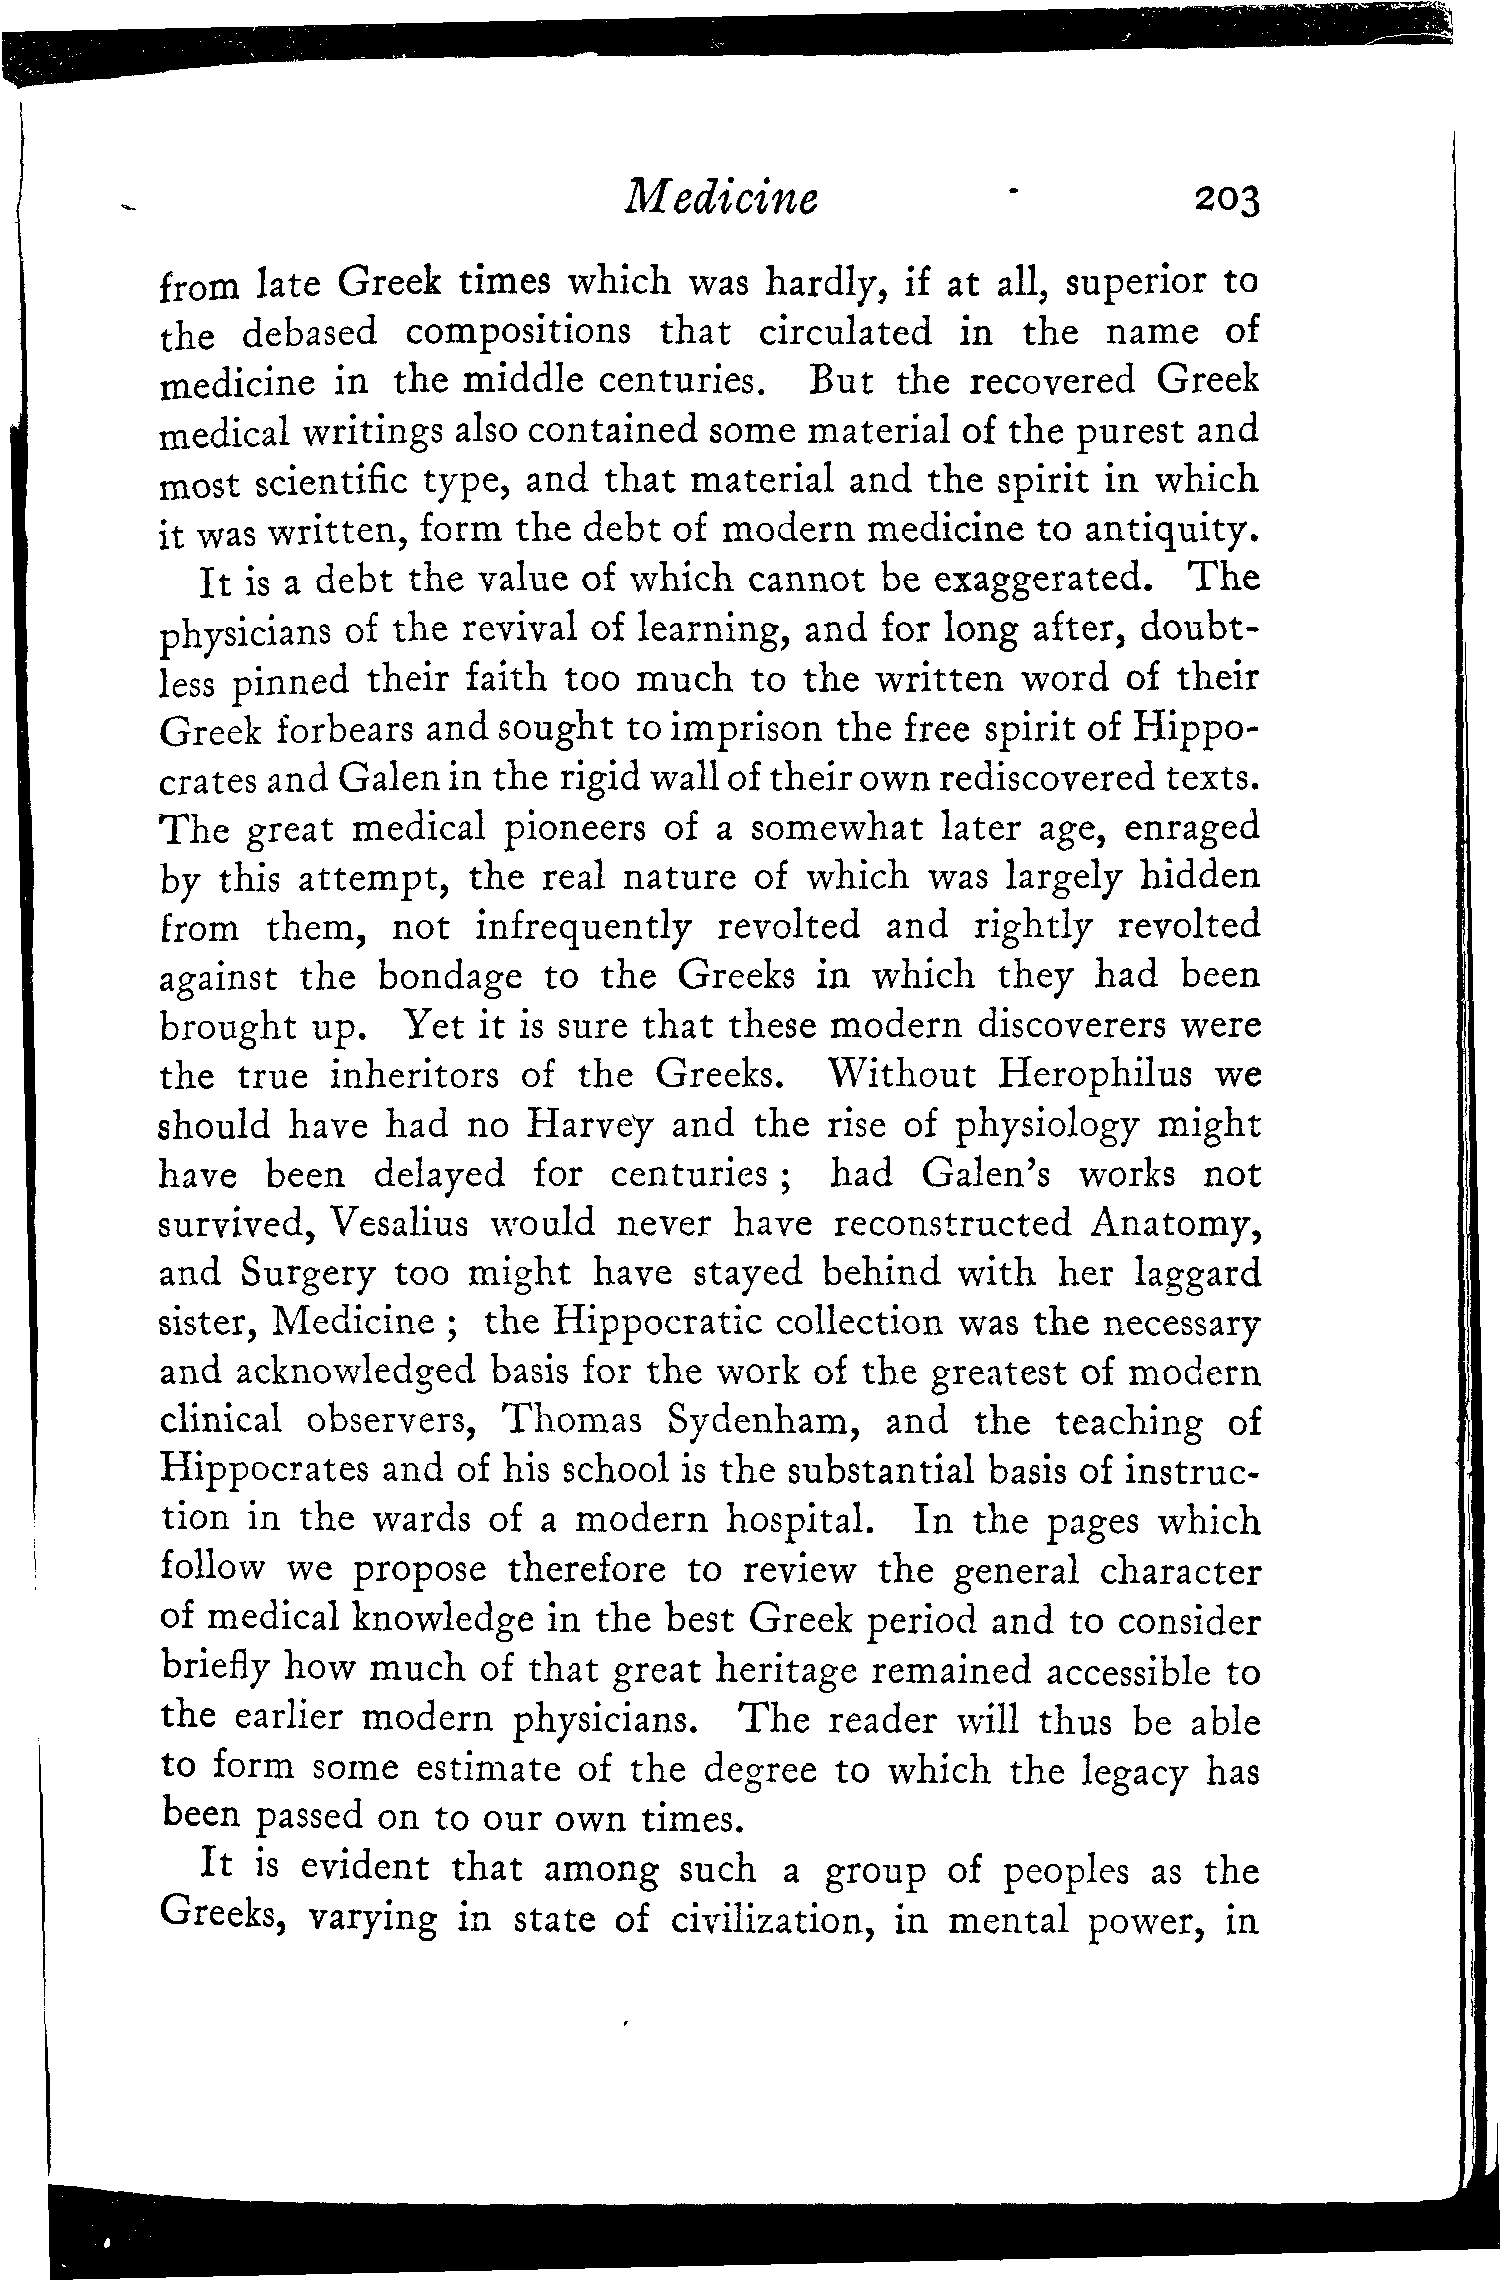 Medicine 203
from late Greek times which was hardly, if at all, superior to
the debased compositions that circulated in the name of
medicine in the middle centuries. But the recovered Greek
medical writings also contained some material of the purest and
most scientific type, and that material and the spirit in which
it was written, form the debt of modern medicine to antiquity.
It is a debt the value of which cannot be exaggerated. The
physicians of the revival of learning, and for long after, doubt-
less pinned their faith too much to the written word of their
Greek forbears and sought to imprison the free spirit of Hippo-
crates and Galen in the rigid wall of their own rediscovered texts.
The great medical pioneers of a somewhat later age, enraged
by this attempt, the real nature of which was largely hidden
from them, not infrequently revolted and rightly revolted
against the bondage to the Greeks in which they had been
brought up. Yet it is sure that these modern discoverers were
the true inheritors of the Greeks. Without Herophilus we
should have had no Harvey and the rise of physiology might
have been delayed for centuries ; had Galen's works not
survived, Vesalius would never have reconstructed Anatomy,
and Surgery too might have stayed behind with her laggard
sister, Medicine ; the Hippocratic collection was the necessary
and acknowledged basis for the work of the greatest of modern
clinical observers, Thomas Sydenham, and the teaching of
Hippocrates and of his school is the substantial basis of instruc-
tion in the wards of a modern hospital. In the pages which
follow we propose therefore to review the general character
of medical knowledge in the best Greek period and to consider
briefly how much of that great heritage remained accessible to
the earlier modern physicians. The reader will thus be able
to form some estimate of the degree to which the legacy has
been passed on to our own times.
It is evident that among such a group of peoples as the
Greeks, varying in state of civilization, in mental power, in